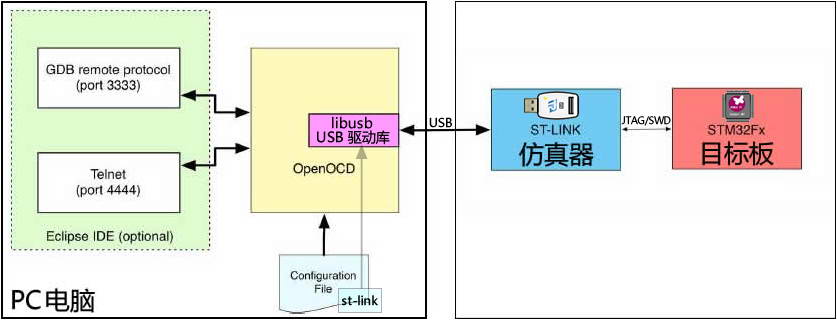 GDB remote protocol
(port 3333)
Telnet
(port 4444)
Eclipse IDE (optional)
libusb
USB 驱动库
OpenOCD
Configuration
File
st-link
PC电脑
USB
ST-LINK
仿真器
JTAG/SWD
STM32Fx
目标板